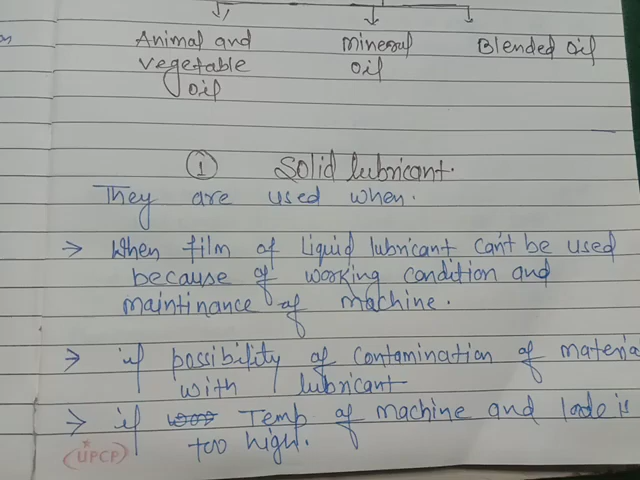 Animal and mineral Blended oil
vegetable oil
oil
① Solid lubricant.
They are used when.
→ When film of liquid lubricant can't be used
because of working condition and
maintinance of machine.
→ if possibility of contamination of materia
with lubricant
→ if Temp of machine and lode is
too high.
(UPCP)